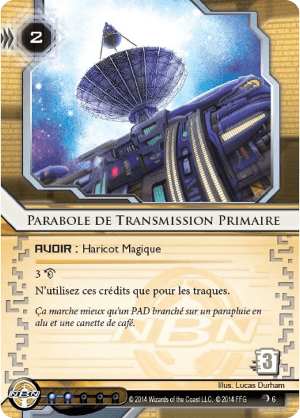 2
PARABOLE DE TRANSMISSION PRIMAIRE
AVOIR : Haricot Magique
3
N'utilisez ces crédits que pour les traques.
Ça marche mieux qu'un PAD branché sur un parapluie en
alu et une canette de café.
NBN
3
Illus. Lucas Durham
NBN
© 2014 Wizards of the Coast LLC. © 2014 FFG
6